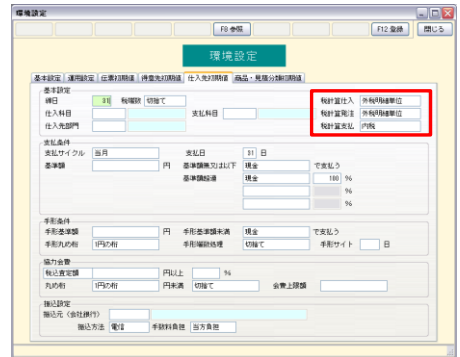 環境設定
F8 参照 F12 登録 閉じる
環境設定
基本設定 運用設定 伝票初期値 得意先初期値 仕入先初期値 商品・見積分類初期値
基本設定
締日 31 税端数 切捨て 税計算仕入 外税明細単位
仕入科目 支払科目 税計算発注 外税明細単位
仕入先部門 税計算支払 内税
支払条件
支払サイクル 当月 支払日 31 日
基準額 円 基準額無又は以下 現金 で支払う
基準額超過 現金 100 %
%
%
手形条件
手形基準額 円 手形基準額未満 現金 で支払う
手形丸め桁 1円の桁 手形端数処理 切捨て 手形サイト 日
協力会費
税込査定額 円以上 %
丸め桁 1円の桁 円未満 切捨て 会費上限額
振込設定
振込元（会社銀行）
振込方法 電信 手数料負担 当方負担